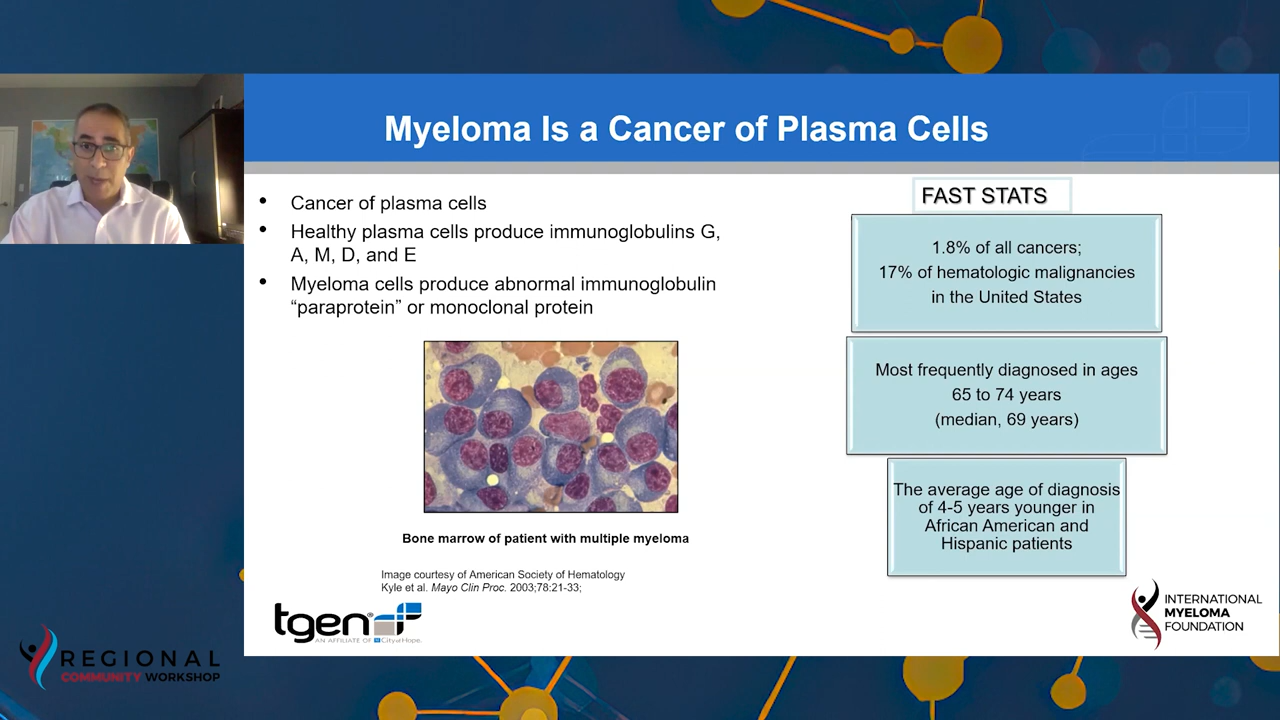 Myeloma Is a Cancer of Plasma Cells
• Cancer of plasma cells
• Healthy plasma cells produce immunoglobulins G,
A, M, D, and E
• Myeloma cells produce abnormal immunoglobulin
“paraprotein” or monoclonal protein
Bone marrow of patient with multiple myeloma
Image courtesy of American Society of Hematology
Kyle et al. Mayo Clin Proc. 2003;78:21-33;
FAST STATS
1.8% of all cancers;
17% of hematologic malignancies
in the United States
Most frequently diagnosed in ages
65 to 74 years
(median, 69 years)
The average age of diagnosis
of 4-5 years younger in
African American and
Hispanic patients
tgen®
AN AFFILIATE OF City of Hope.
INTERNATIONAL
MYELOMA
FOUNDATION
REGIONAL
COMMUNITY WORKSHOP